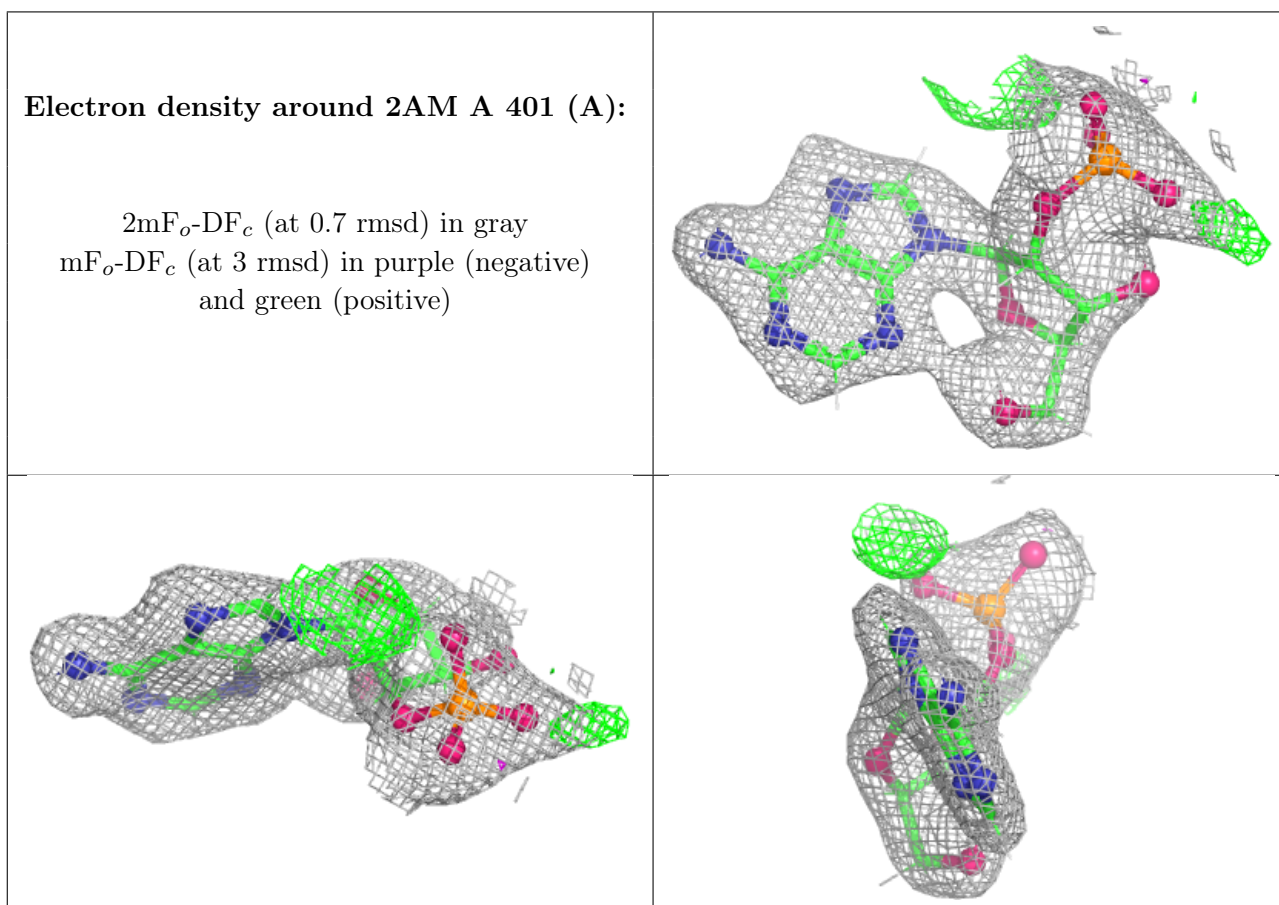 Electron density around 2AM A 401 (A):
2mFₒ-DF𝑐 (at 0.7 rmsd) in gray
mFₒ-DF𝑐 (at 3 rmsd) in purple (negative)
and green (positive)